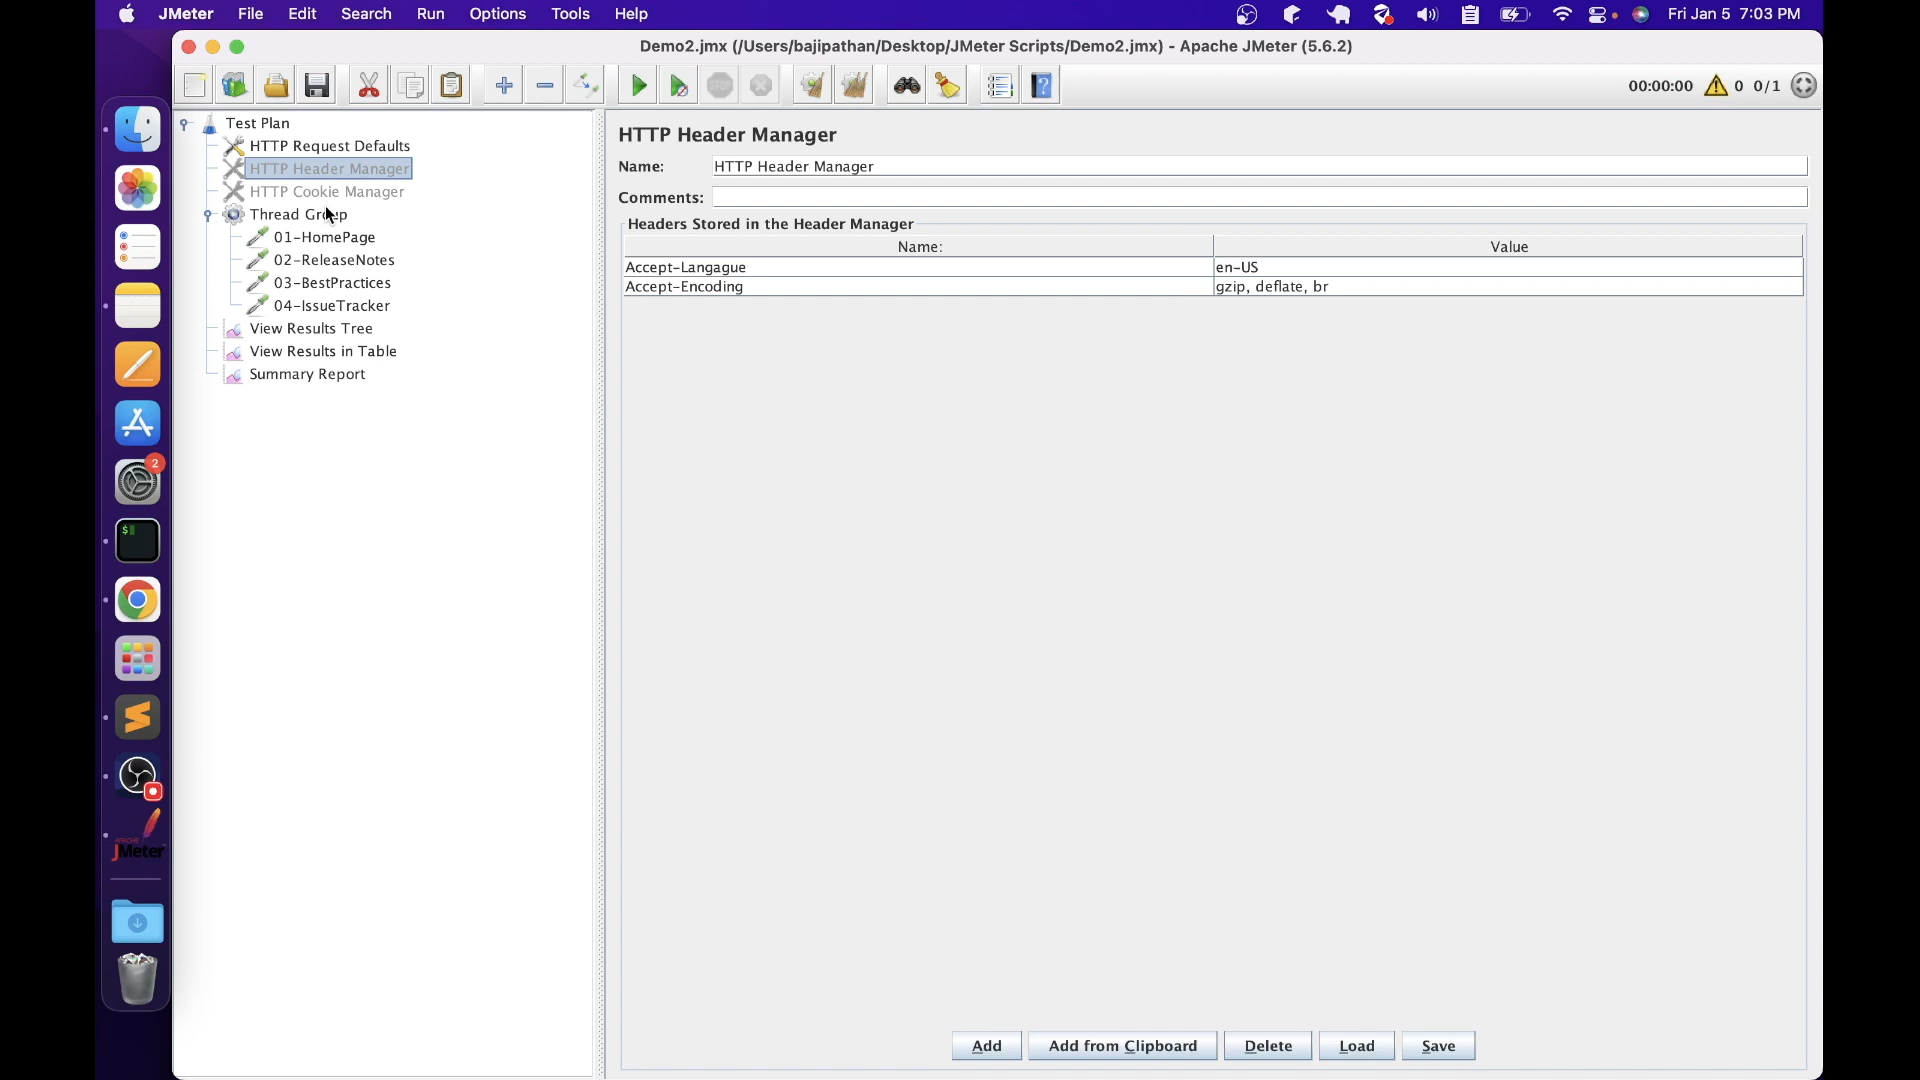 JMeter File Edit Search Run Options Tools Help Fri Jan 5 7:03 PM
Demo2.jmx (/Users/bajipathan/Desktop/JMeter Scripts/Demo2.jmx) - Apache JMeter (5.6.2)
STOP 00:00:00 0 0/1
Test Plan
HTTP Request Defaults
HTTP Header Manager
HTTP Cookie Manager
Thread Group
01-HomePage
02-ReleaseNotes
03-BestPractices
04-IssueTracker
View Results Tree
View Results in Table
Summary Report
HTTP Header Manager
Name: HTTP Header Manager
Comments:
Headers Stored in the Header Manager
Name: Value
Accept-Langague en-US
Accept-Encoding gzip, deflate, br
Add Add from Clipboard Delete Load Save
2
$
APACHE
JMeter